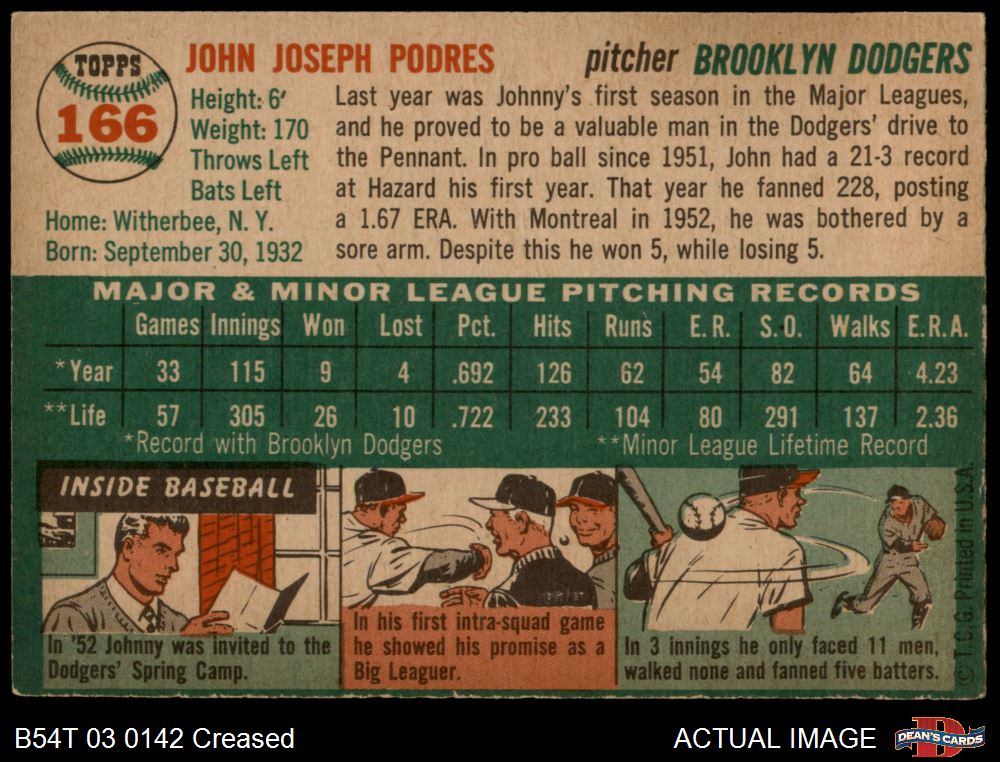 TOPPS
166
JOHN JOSEPH PODRES pitcher BROOKLYN DODGERS
Height: 6'
Weight: 170
Throws Left
Bats Left
Home: Witherbee, N. Y.
Born: September 30, 1932
Last year was Johnny's first season in the Major Leagues,
and he proved to be a valuable man in the Dodgers' drive to
the Pennant. In pro ball since 1951, John had a 21-3 record
at Hazard his first year. That year he fanned 228, posting
a 1.67 ERA. With Montreal in 1952, he was bothered by a
sore arm. Despite this he won 5, while losing 5.
MAJOR & MINOR LEAGUE PITCHING RECORDS
Games Innings Won Lost Pct. Hits Runs E.R. S.O. Walks E.R.A.
*Year 33 115 9 4 .692 126 62 54 82 64 4.23
**Life 57 305 26 10 .722 233 104 80 291 137 2.36
*Record with Brooklyn Dodgers **Minor League Lifetime Record
INSIDE BASEBALL
In '52 Johnny was invited to the
Dodgers' Spring Camp.
In his first intra-squad game
he showed his promise as a
Big Leaguer.
In 3 innings he only faced 11 men,
walked none and fanned five batters.
© T.C.G. Printed in U.S.A.
B54T 03 0142 Creased
ACTUAL IMAGE
DEAN'S CARDS